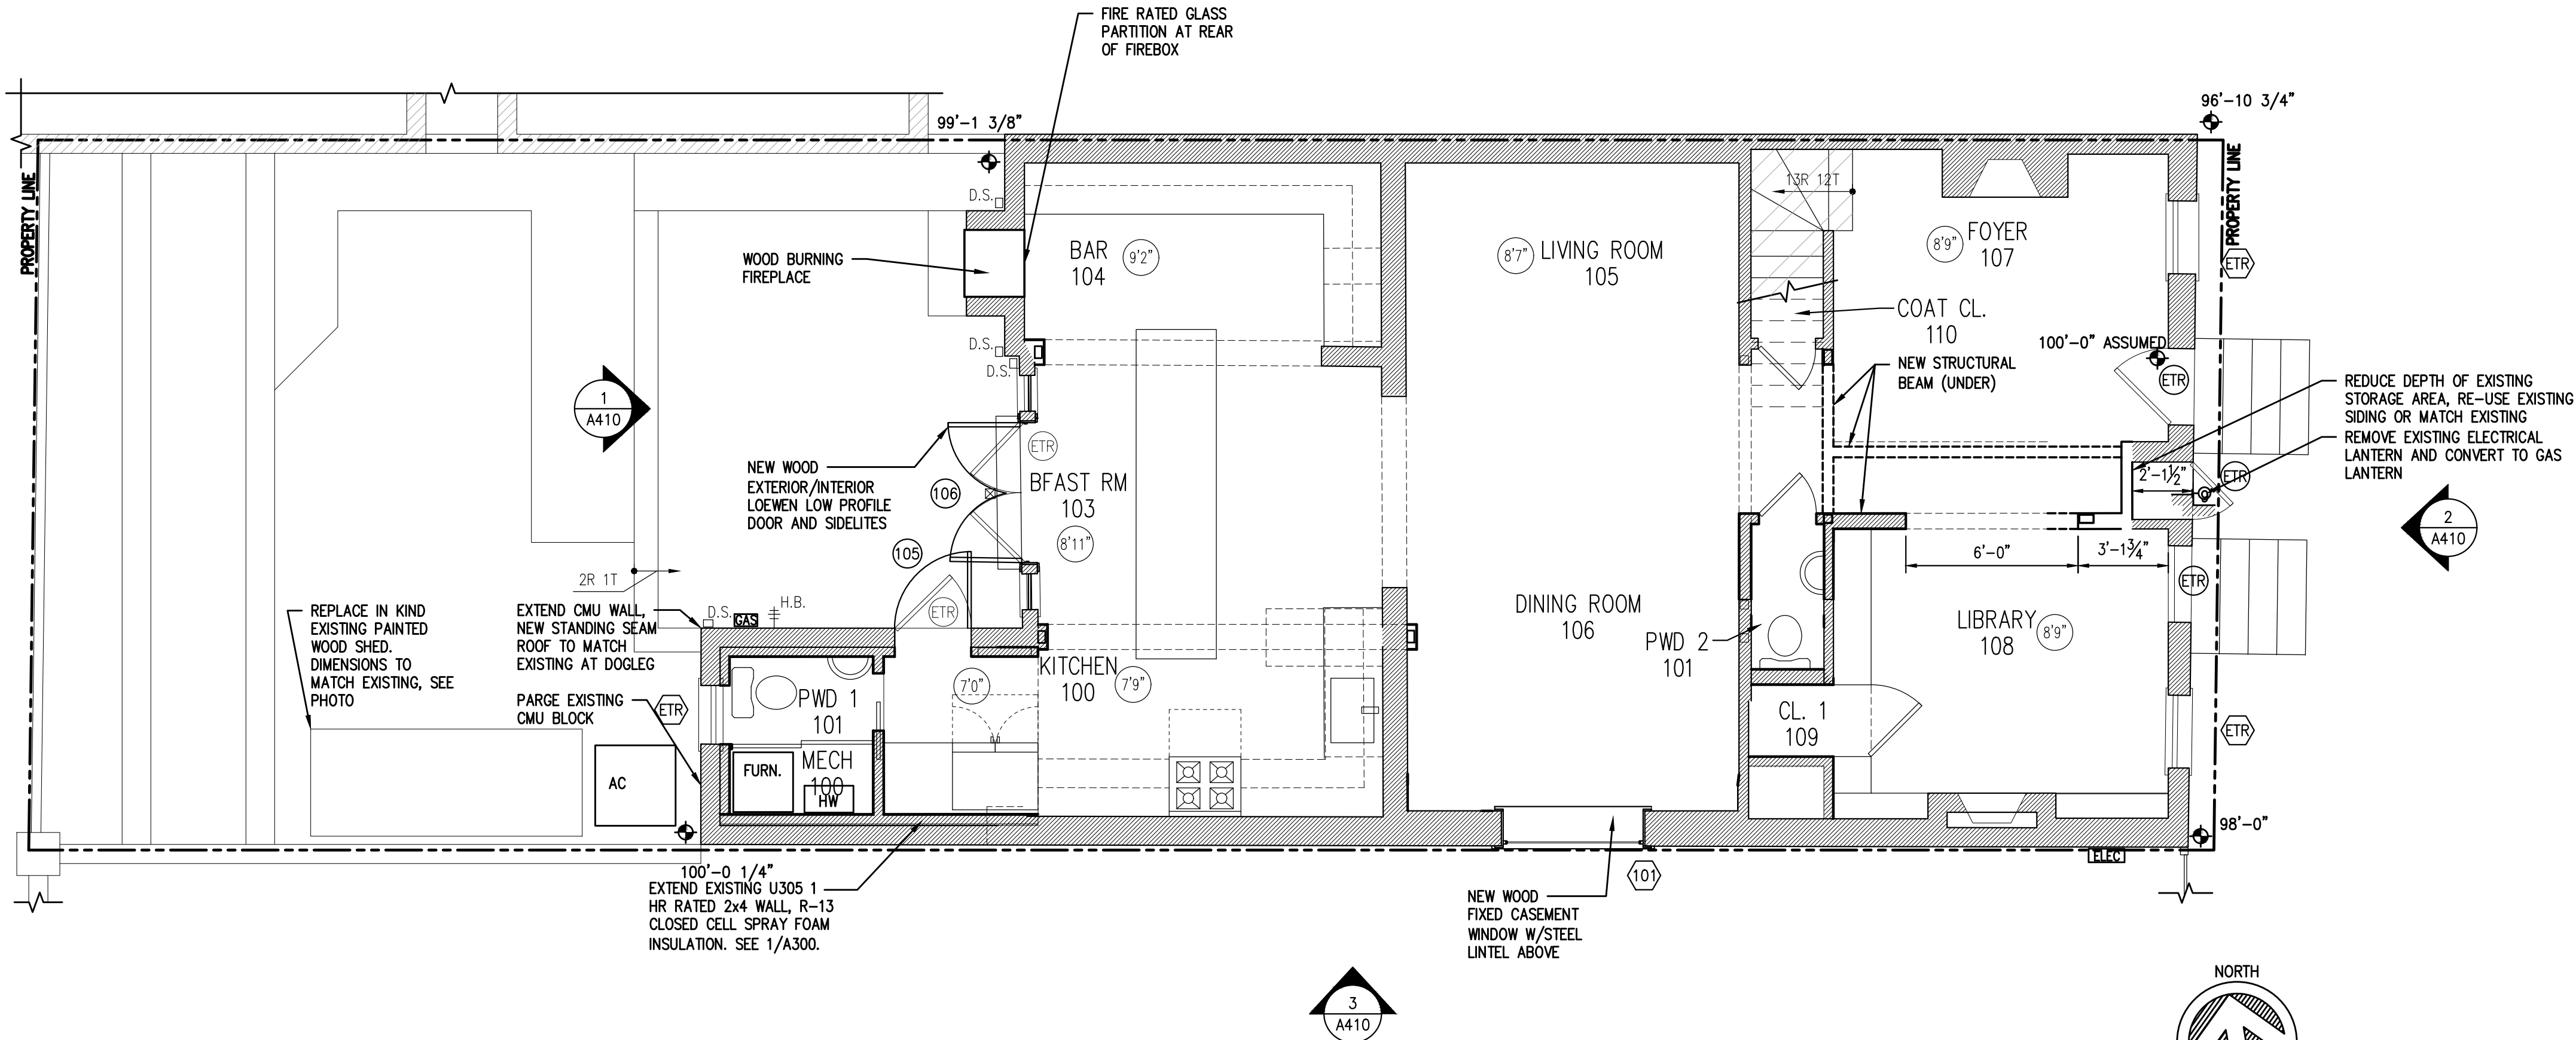 FIRE RATED GLASS
PARTITION AT REAR
OF FIREBOX
99'-1 3/8"
96'-10 3/4"
PROPERTY LINE
PROPERTY LINE
D.S.
13R 12T
WOOD BURNING
FIREPLACE
BAR
104
9'2"
8'7"
LIVING ROOM
105
8'9"
FOYER
107
ETR
COAT CL.
110
D.S.
D.S.
100'-0" ASSUMED
NEW STRUCTURAL
BEAM (UNDER)
ETR
1
A410
REDUCE DEPTH OF EXISTING
STORAGE AREA, RE-USE EXISTING
SIDING OR MATCH EXISTING
REMOVE EXISTING ELECTRICAL
LANTERN AND CONVERT TO GAS
LANTERN
ETR
2'-1½"
ETR
NEW WOOD
EXTERIOR/INTERIOR
LOEWEN LOW PROFILE
DOOR AND SIDELITES
106
BFAST RM
103
8'11"
105
2
A410
6'-0"
3'-1¾"
ETR
2R 1T
ETR
REPLACE IN KIND
EXISTING PAINTED
WOOD SHED.
DIMENSIONS TO
MATCH EXISTING, SEE
PHOTO
EXTEND CMU WALL,
NEW STANDING SEAM
ROOF TO MATCH
EXISTING AT DOGLEG
D.S.
GAS
H.B.
DINING ROOM
106
PWD 2
101
LIBRARY
108
8'9"
KITCHEN
100
7'9"
7'0"
PARGE EXISTING
CMU BLOCK
ETR
PWD 1
101
CL. 1
109
ETR
AC
FURN.
MECH
100
HW
98'-0"
ELEC
100'-0 1/4"
EXTEND EXISTING U305 1
HR RATED 2x4 WALL, R-13
CLOSED CELL SPRAY FOAM
INSULATION. SEE 1/A300.
101
NEW WOOD
FIXED CASEMENT
WINDOW W/STEEL
LINTEL ABOVE
3
A410
NORTH